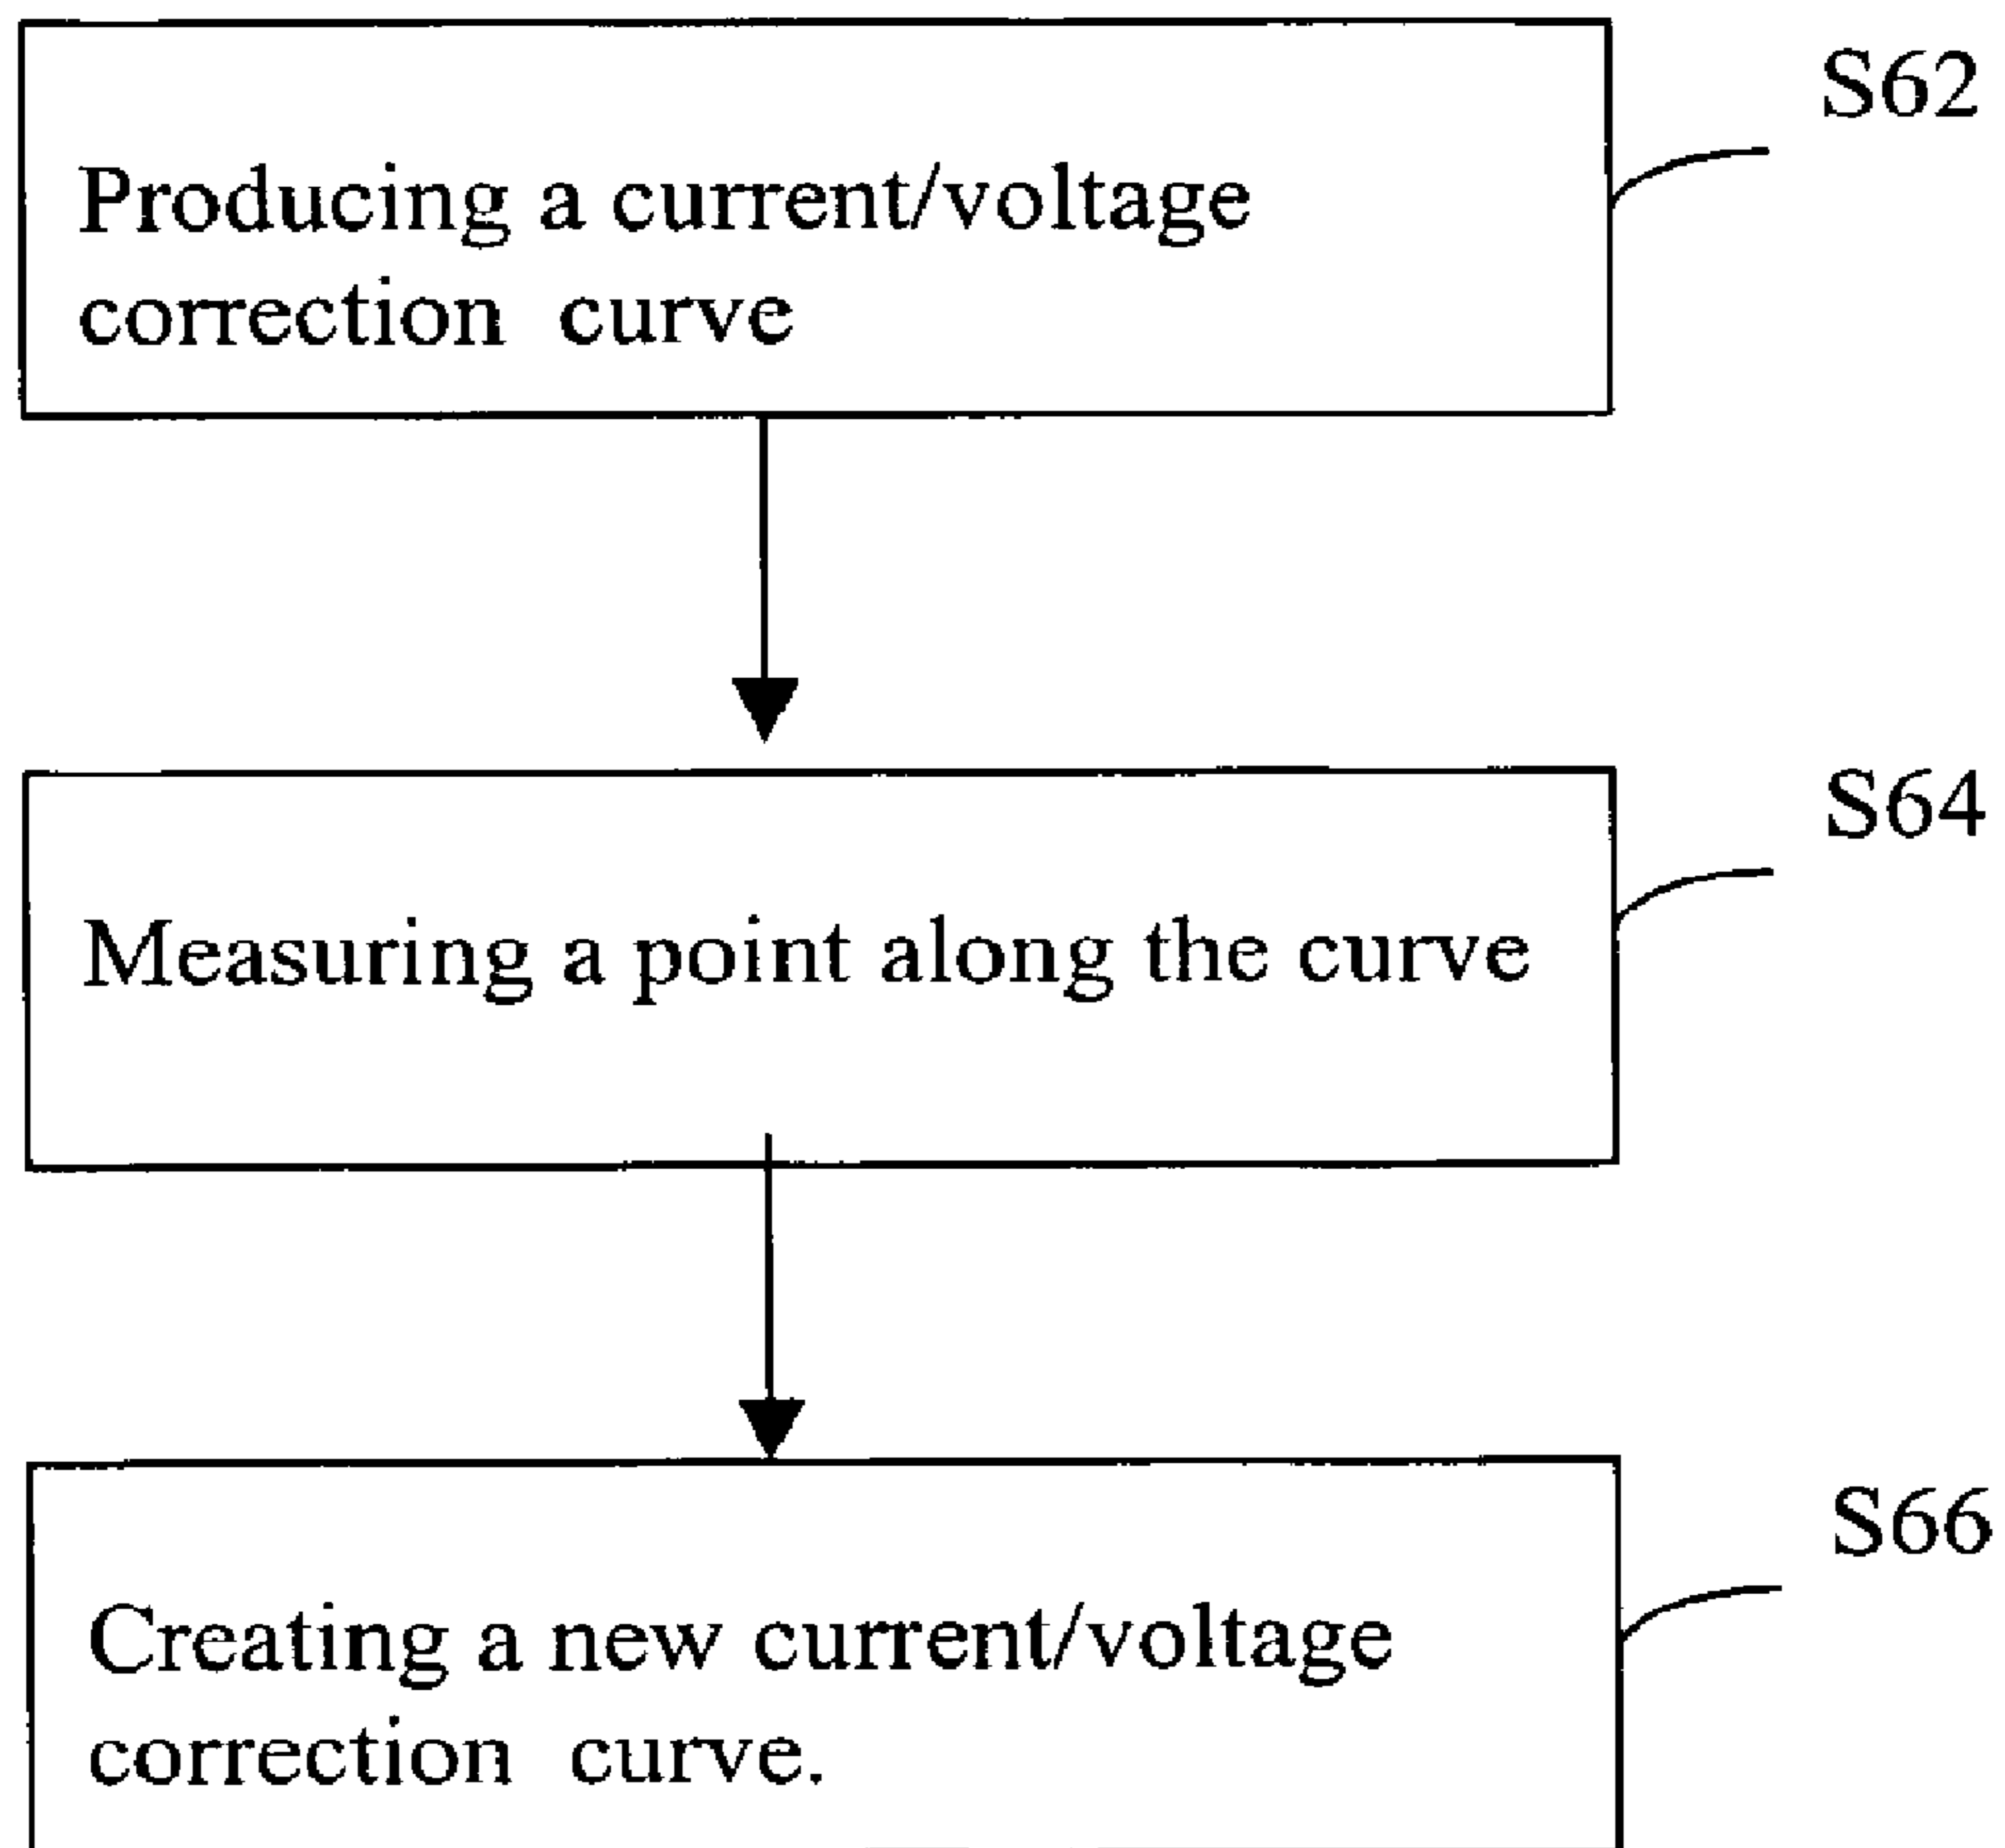 S62
Producing a current/voltage
correction curve
S64
Measuring a point along the curve
S66
Creating a new current/voltage
correction curve.